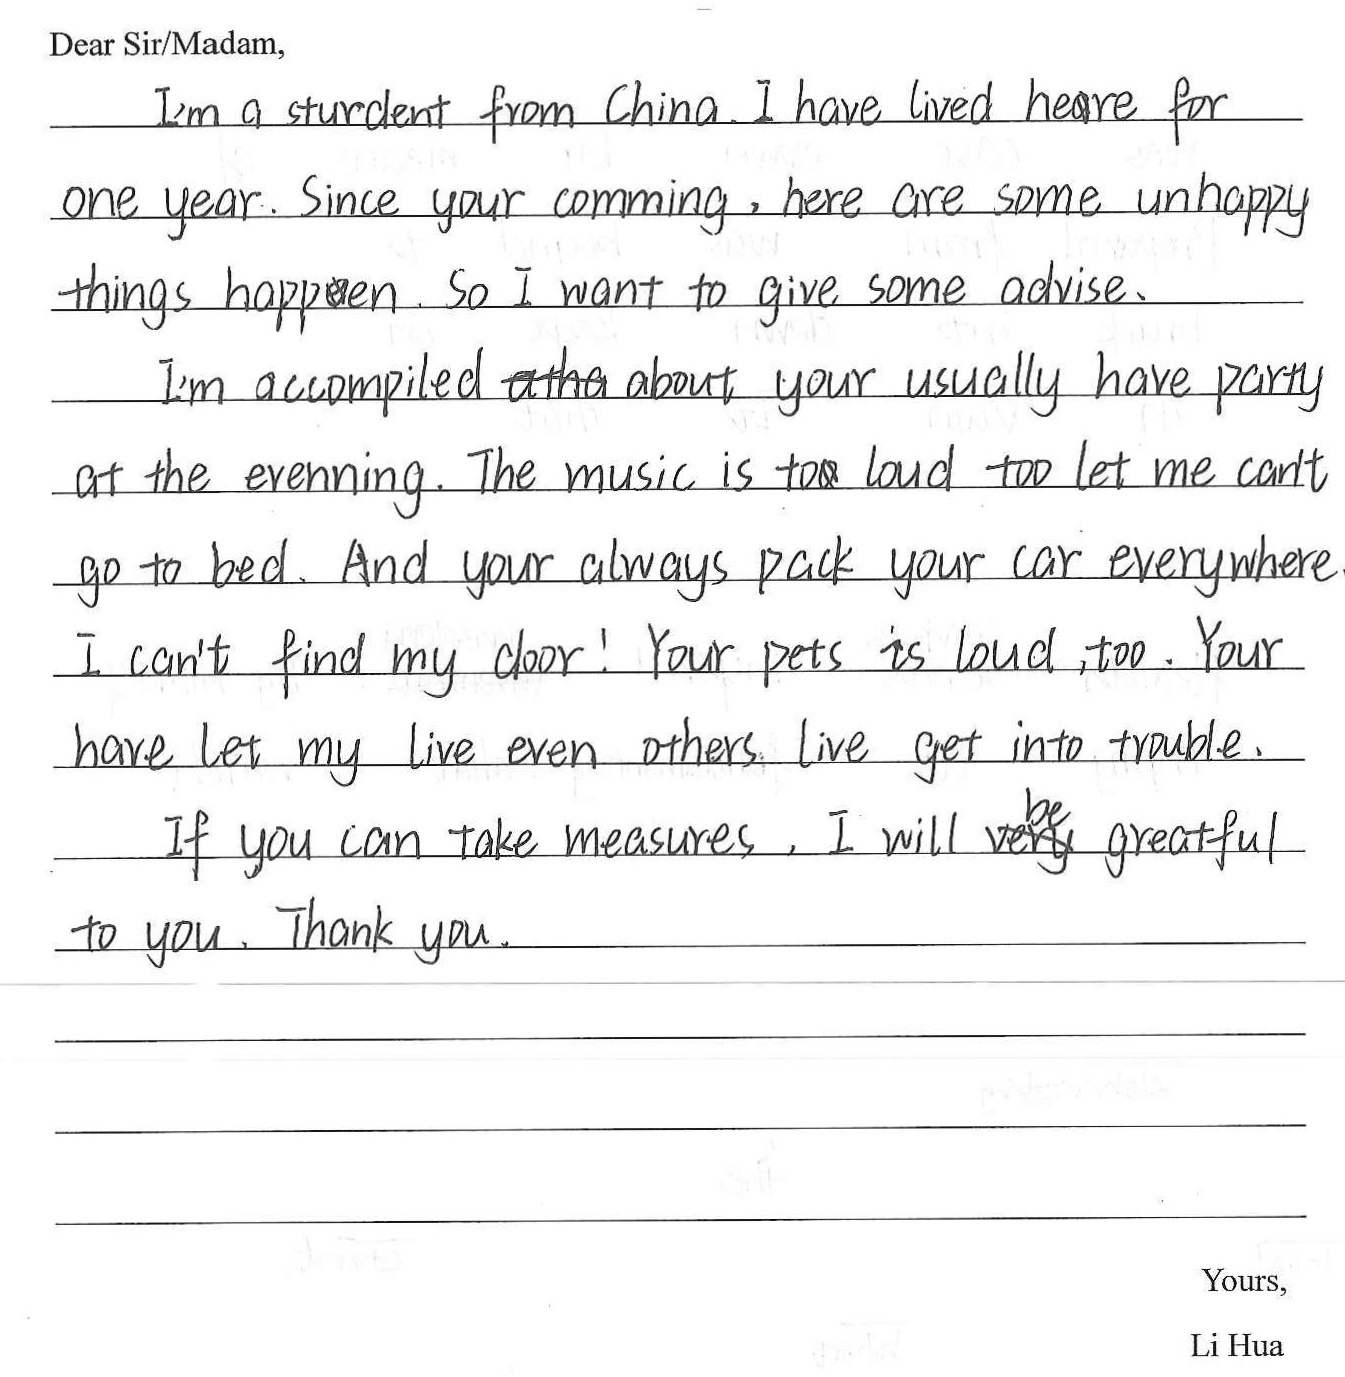 Dear Sir/Madam,
I'm a sturdent from China. I have lived heare for
one year. Since your comming, here are some unhappy
things happen. So I want to give some advise.
I'm accompiled about your usually have party
at the evenning. The music is too loud too let me can't
go to bed. And your always pack your car everywhere.
I can't find my door! Your pets is loud, too. Your
have let my live even others live get into trouble.
If you can take measures, I will be greatful
to you. Thank you.
Yours,
Li Hua